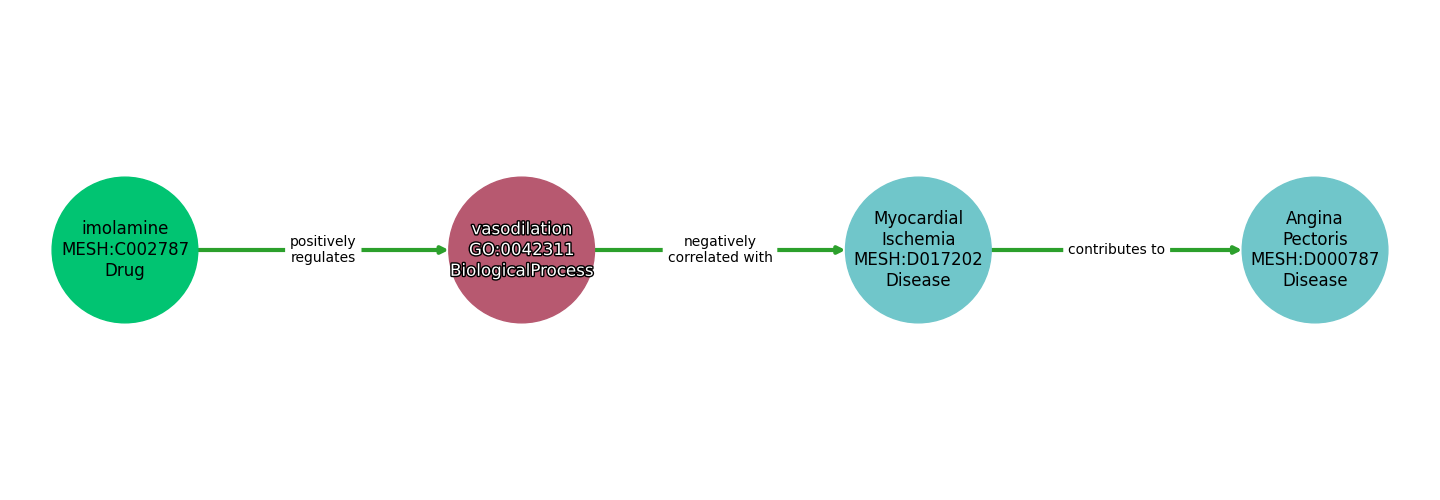 imolamine
MESH:C002787
Drug
positively
regulates
vasodilation
GO:0042311
BiologicalProcess
negatively
correlated with
Myocardial
Ischemia
MESH:D017202
Disease
contributes to
Angina
Pectoris
MESH:D000787
Disease